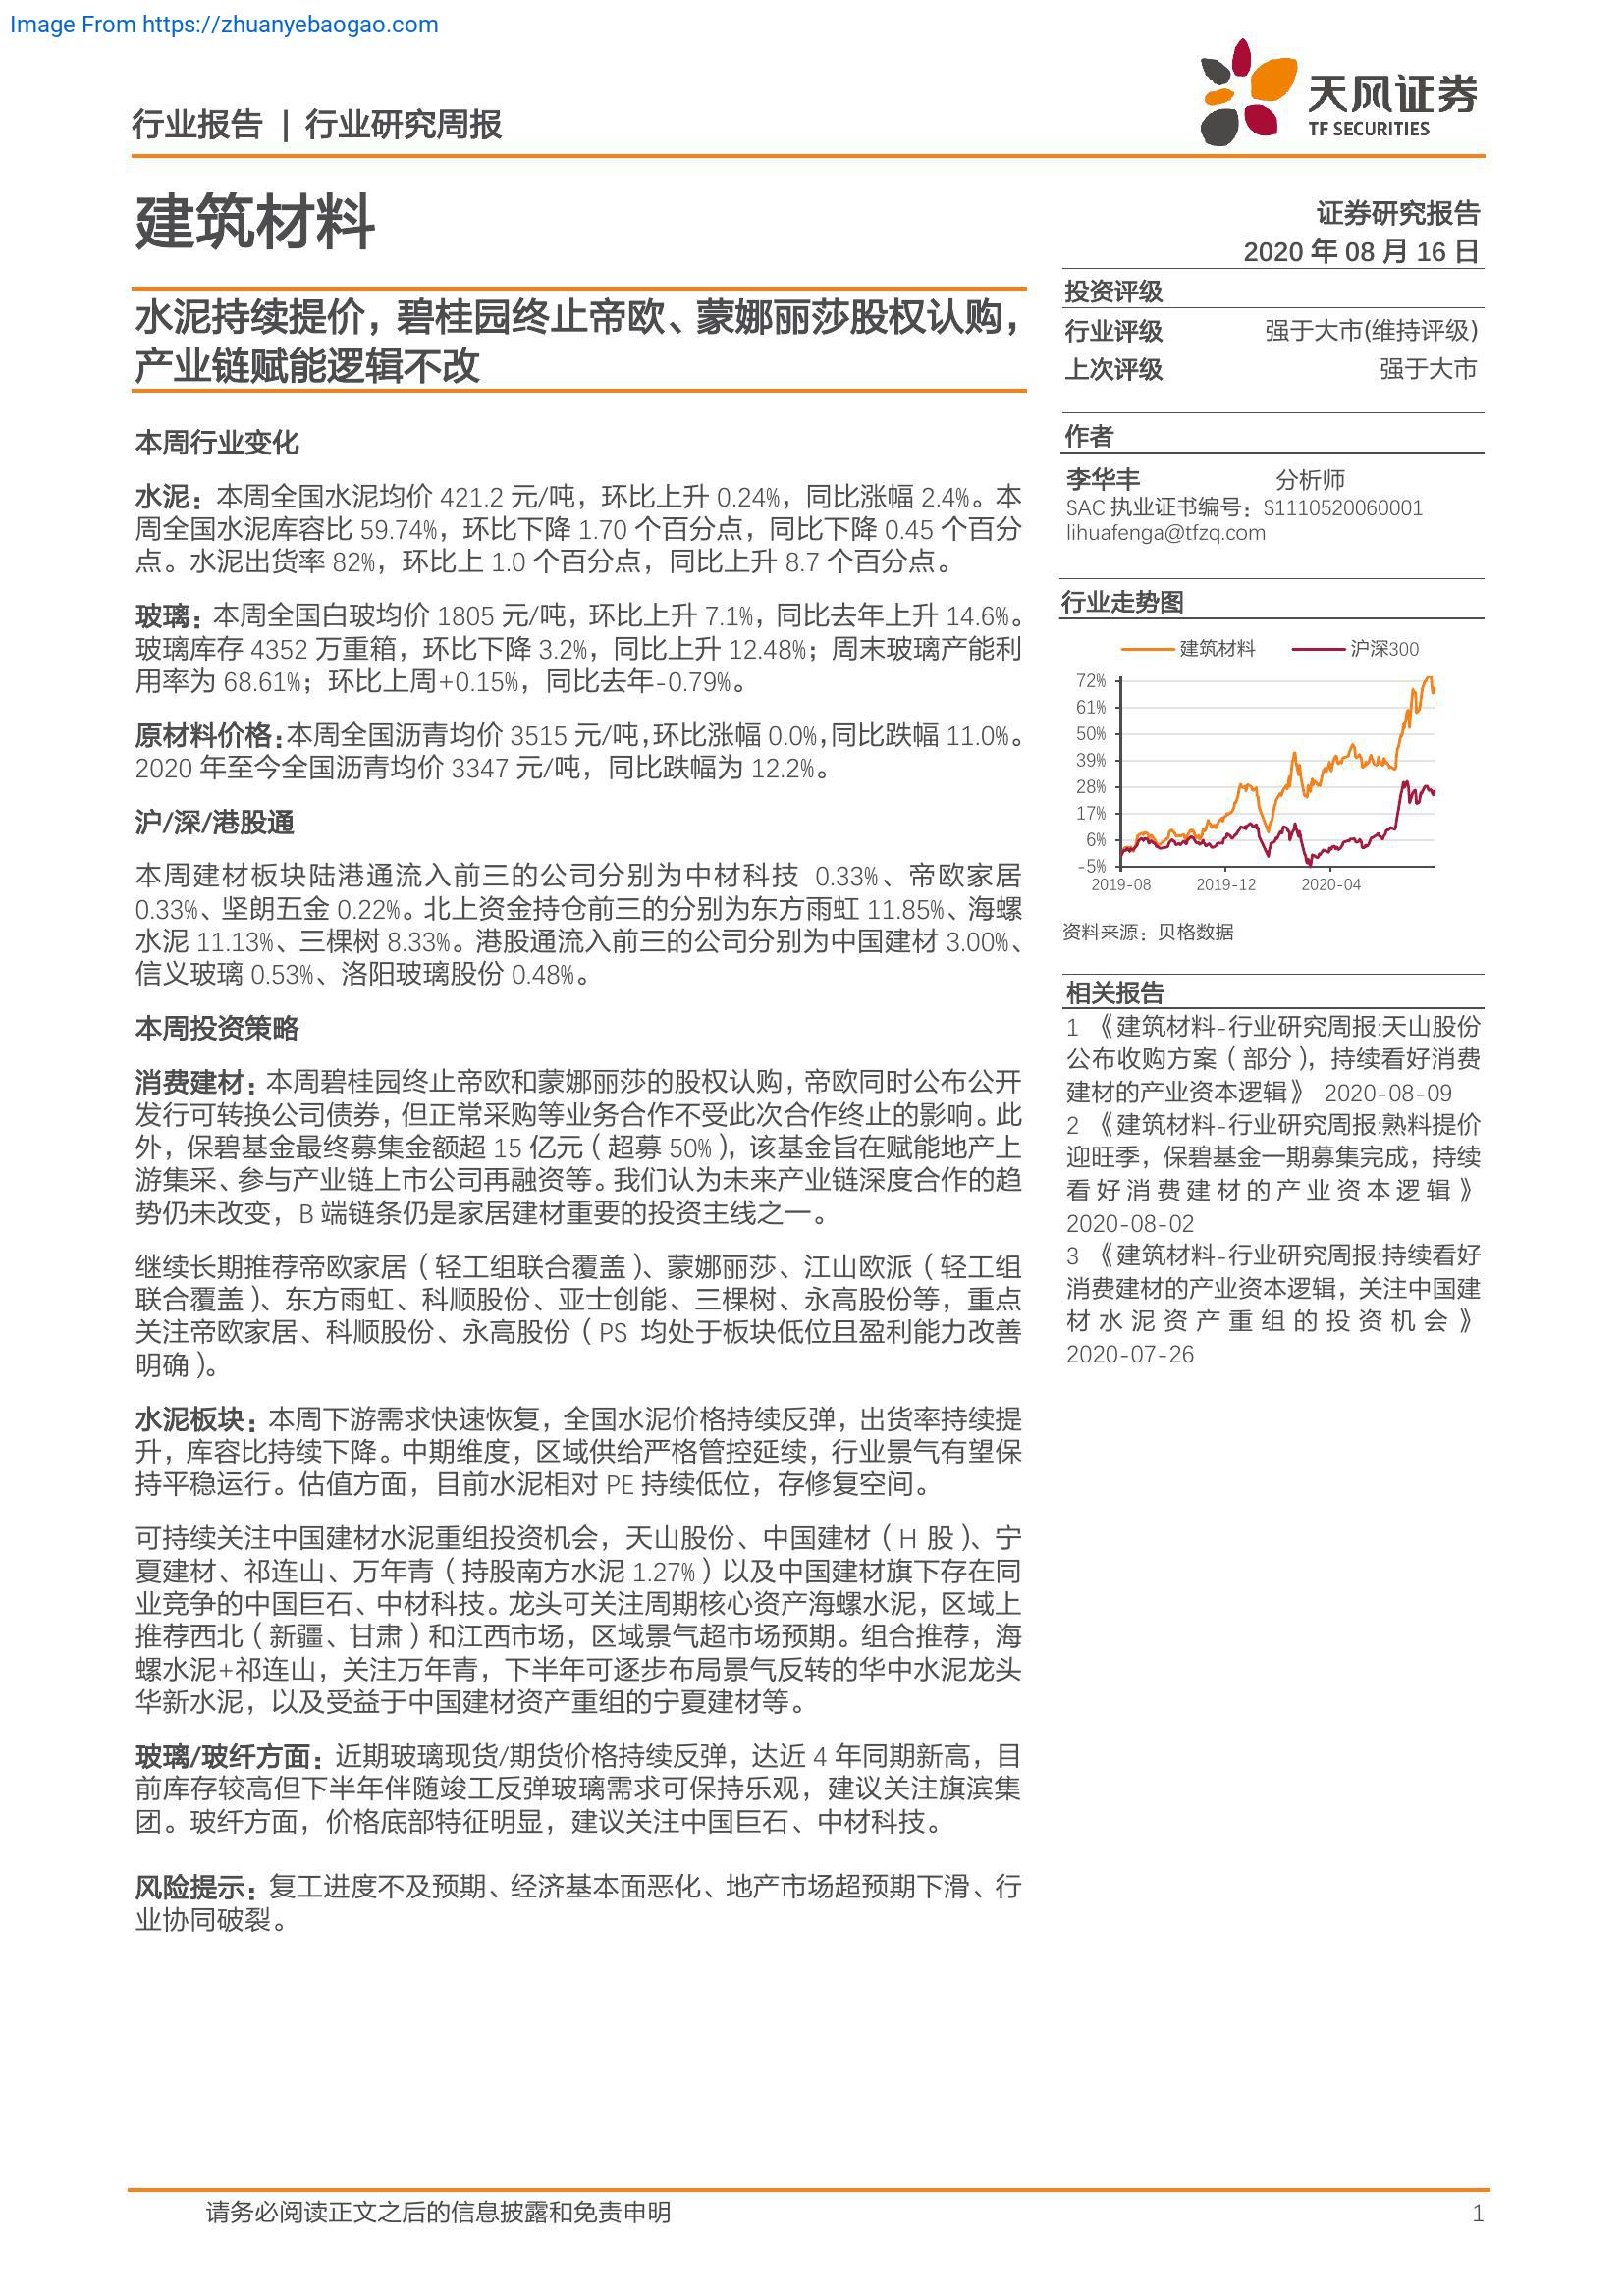 Image From https://zhuanyebaogao.com
行业报告 | 行业研究周报
天风证券
TF SECURITIES
建筑材料
证券研究报告
2020 年 08 月 16 日
水泥持续提价，碧桂园终止帝欧、蒙娜丽莎股权认购，
产业链赋能逻辑不改
本周行业变化
水泥：本周全国水泥均价 421.2 元/吨，环比上升 0.24%，同比涨幅 2.4%。本
周全国水泥库容比 59.74%，环比下降 1.70 个百分点，同比下降 0.45 个百分
点。水泥出货率 82%，环比上 1.0 个百分点，同比上升 8.7 个百分点。
玻璃：本周全国白玻均价 1805 元/吨，环比上升 7.1%，同比去年上升 14.6%。
玻璃库存 4352 万重箱，环比下降 3.2%，同比上升 12.48%；周末玻璃产能利
用率为 68.61%；环比上周+0.15%，同比去年-0.79%。
原材料价格：本周全国沥青均价 3515 元/吨，环比涨幅 0.0%，同比跌幅 11.0%。
2020 年至今全国沥青均价 3347 元/吨，同比跌幅为 12.2%。
沪/深/港股通
本周建材板块陆港通流入前三的公司分别为中材科技 0.33%、帝欧家居
0.33%、坚朗五金 0.22%。北上资金持仓前三的分别为东方雨虹 11.85%、海螺
水泥 11.13%、三棵树 8.33%。港股通流入前三的公司分别为中国建材 3.00%、
信义玻璃 0.53%、洛阳玻璃股份 0.48%。
本周投资策略
消费建材：本周碧桂园终止帝欧和蒙娜丽莎的股权认购，帝欧同时公布公开
发行可转换公司债券，但正常采购等业务合作不受此次合作终止的影响。此
外，保碧基金最终募集金额超 15 亿元（超募 50%），该基金旨在赋能地产上
游集采、参与产业链上市公司再融资等。我们认为未来产业链深度合作的趋
势仍未改变，B 端链条仍是家居建材重要的投资主线之一。
继续长期推荐帝欧家居（轻工组联合覆盖）、蒙娜丽莎、江山欧派（轻工组
联合覆盖）、东方雨虹、科顺股份、亚士创能、三棵树、永高股份等，重点
关注帝欧家居、科顺股份、永高股份（PS 均处于板块低位且盈利能力改善
明确）。
水泥板块：本周下游需求快速恢复，全国水泥价格持续反弹，出货率持续提
升，库容比持续下降。中期维度，区域供给严格管控延续，行业景气有望保
持平稳运行。估值方面，目前水泥相对 PE 持续低位，存修复空间。
可持续关注中国建材水泥重组投资机会，天山股份、中国建材（H 股）、宁
夏建材、祁连山、万年青（持股南方水泥 1.27%）以及中国建材旗下存在同
业竞争的中国巨石、中材科技。龙头可关注周期核心资产海螺水泥，区域上
推荐西北（新疆、甘肃）和江西市场，区域景气超市场预期。组合推荐，海
螺水泥+祁连山，关注万年青，下半年可逐步布局景气反转的华中水泥龙头
华新水泥，以及受益于中国建材资产重组的宁夏建材等。
玻璃/玻纤方面：近期玻璃现货/期货价格持续反弹，达近 4 年同期新高，目
前库存较高但下半年伴随竣工反弹玻璃需求可保持乐观，建议关注旗滨集
团。玻纤方面，价格底部特征明显，建议关注中国巨石、中材科技。
风险提示：复工进度不及预期、经济基本面恶化、地产市场超预期下滑、行
业协同破裂。
投资评级
行业评级 强于大市(维持评级)
上次评级 强于大市
作者
李华丰 分析师
SAC 执业证书编号：S1110520060001
lihuafenga@tfzq.com
行业走势图
建筑材料 沪深300
72%
61%
50%
39%
28%
17%
6%
-5%
2019-08 2019-12 2020-04
资料来源：贝格数据
相关报告
1 《建筑材料-行业研究周报:天山股份
公布收购方案（部分），持续看好消费
建材的产业资本逻辑》 2020-08-09
2 《建筑材料-行业研究周报:熟料提价
迎旺季，保碧基金一期募集完成，持续
看好消费建材的产业资本逻辑》
2020-08-02
3 《建筑材料-行业研究周报:持续看好
消费建材的产业资本逻辑，关注中国建
材水泥资产重组的投资机会》
2020-07-26
请务必阅读正文之后的信息披露和免责申明 1